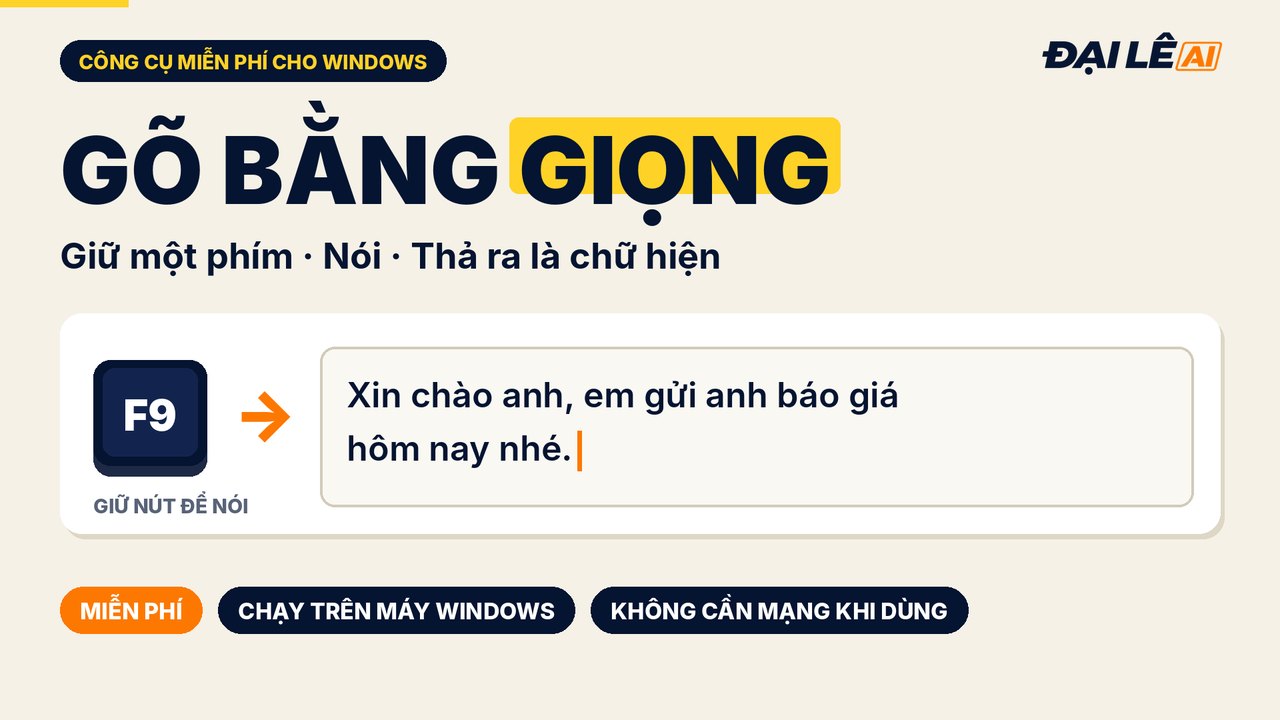 CÔNG CỤ MIỄN PHÍ CHO WINDOWS
ĐẠI LÊ AI
GÕ BẰNG GIỌNG
Giữ một phím · Nói · Thả ra là chữ hiện
F9
Xin chào anh, em gửi anh báo giá
hôm nay nhé.
GIỮ NÚT ĐỂ NÓI
MIỄN PHÍ
CHẠY TRÊN MÁY WINDOWS
KHÔNG CẦN MẠNG KHI DÙNG